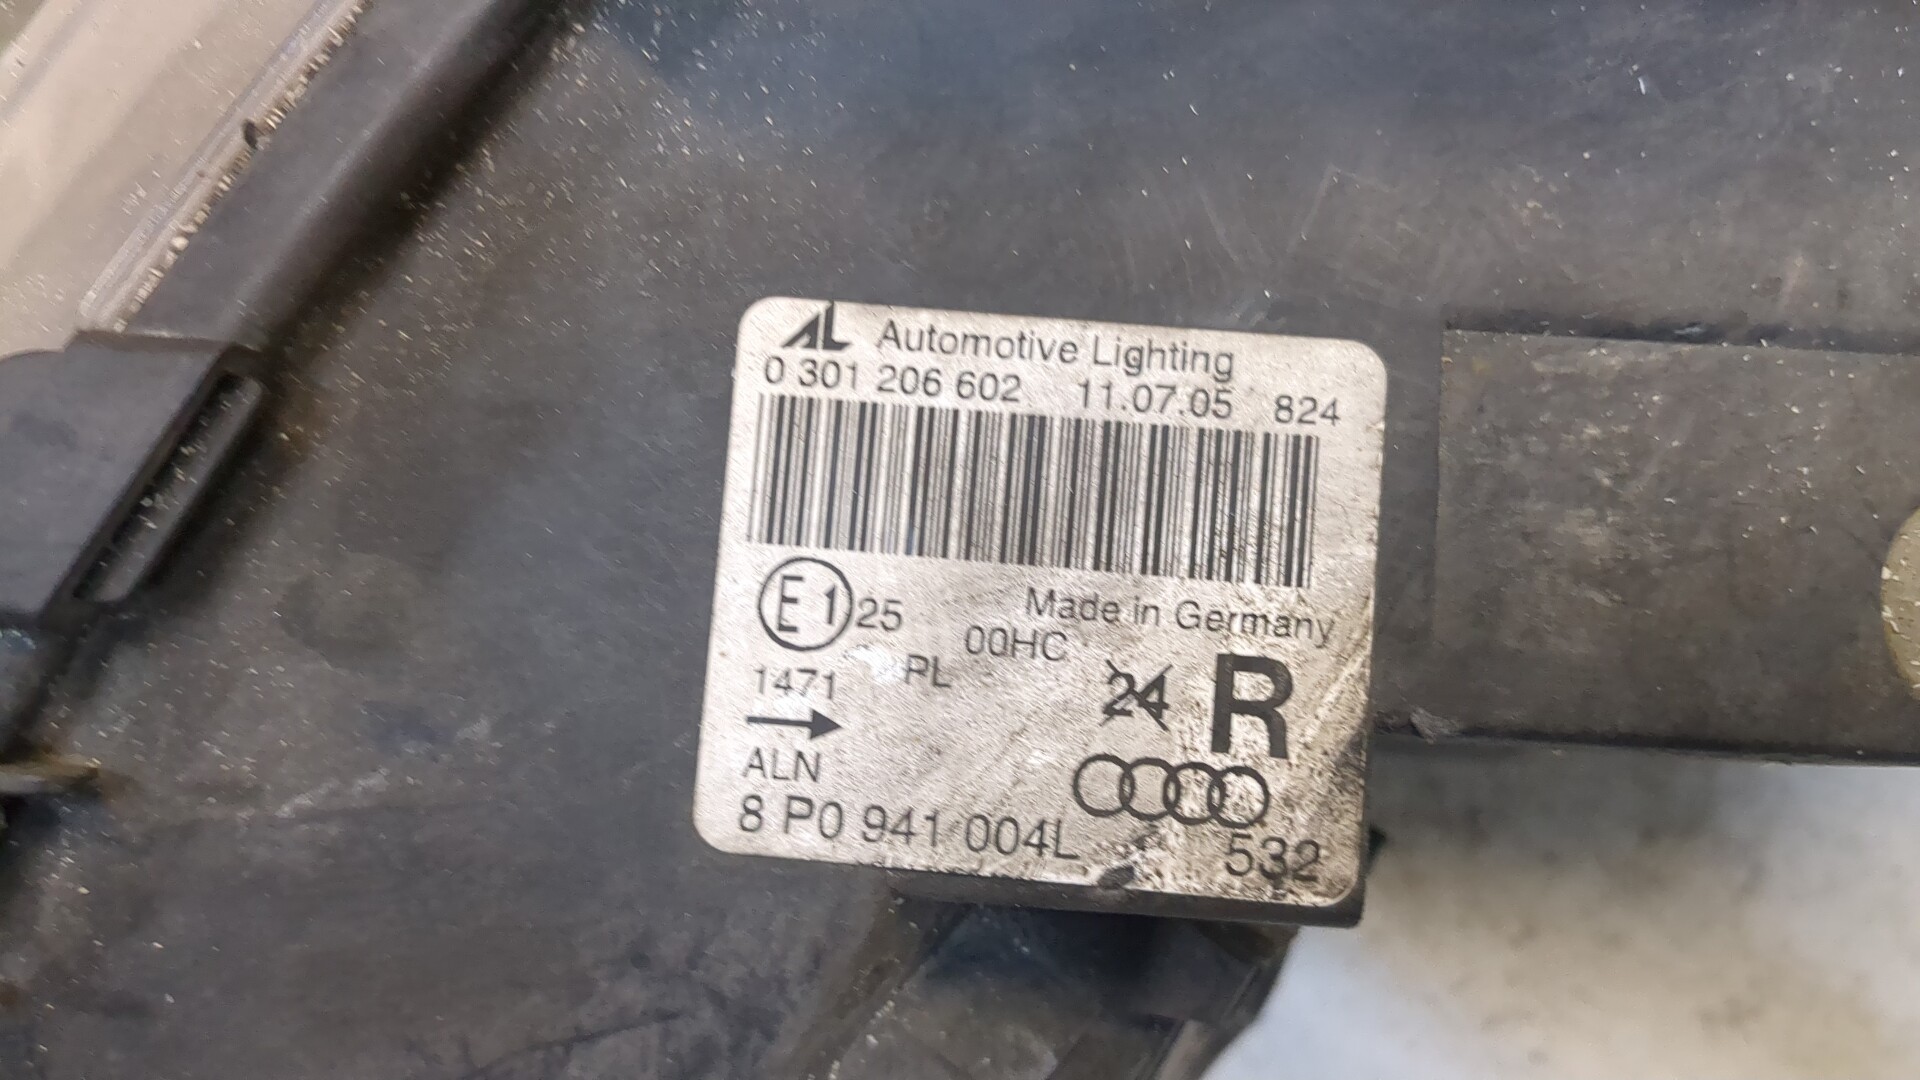 AL Automotive Lighting
0 301 206 602 11.07.05 824
E1 25 Made in Germany
00HC
1471 PL 24 R
ALN
8 P0 941 004L 532